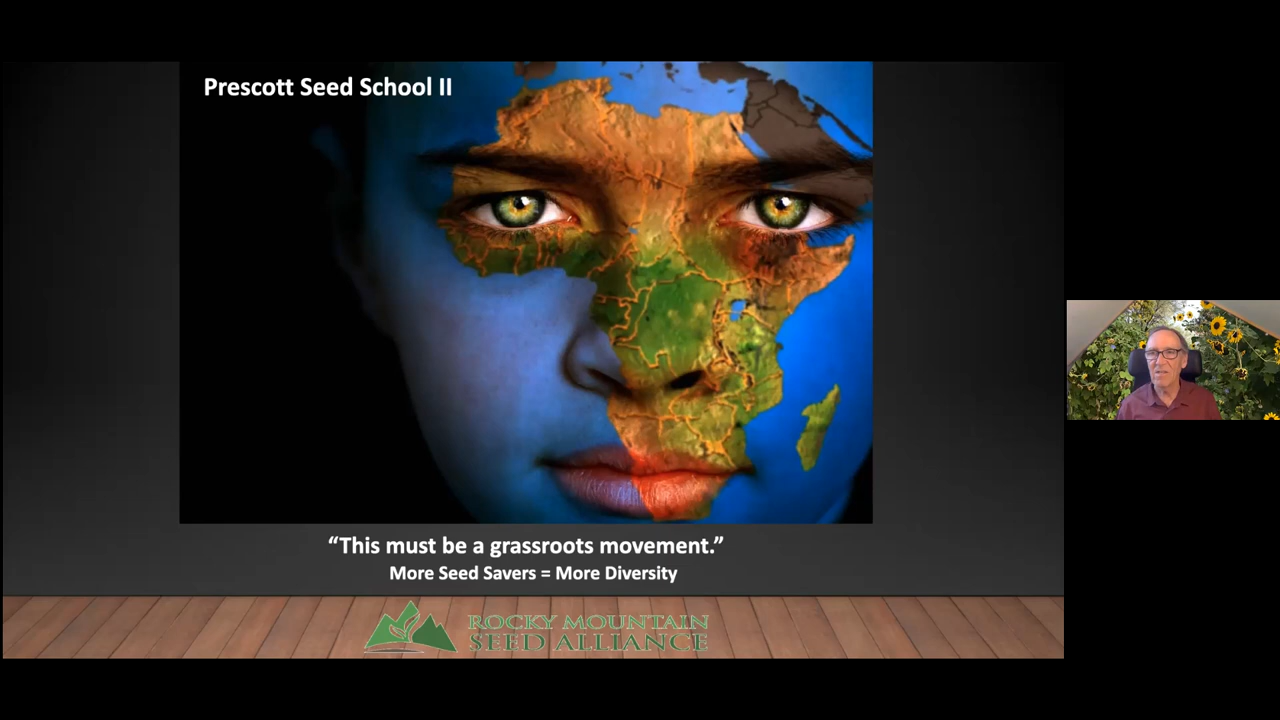 Prescott Seed School II
“This must be a grassroots movement.”
More Seed Savers = More Diversity
ROCKY MOUNTAIN
SEED ALLIANCE